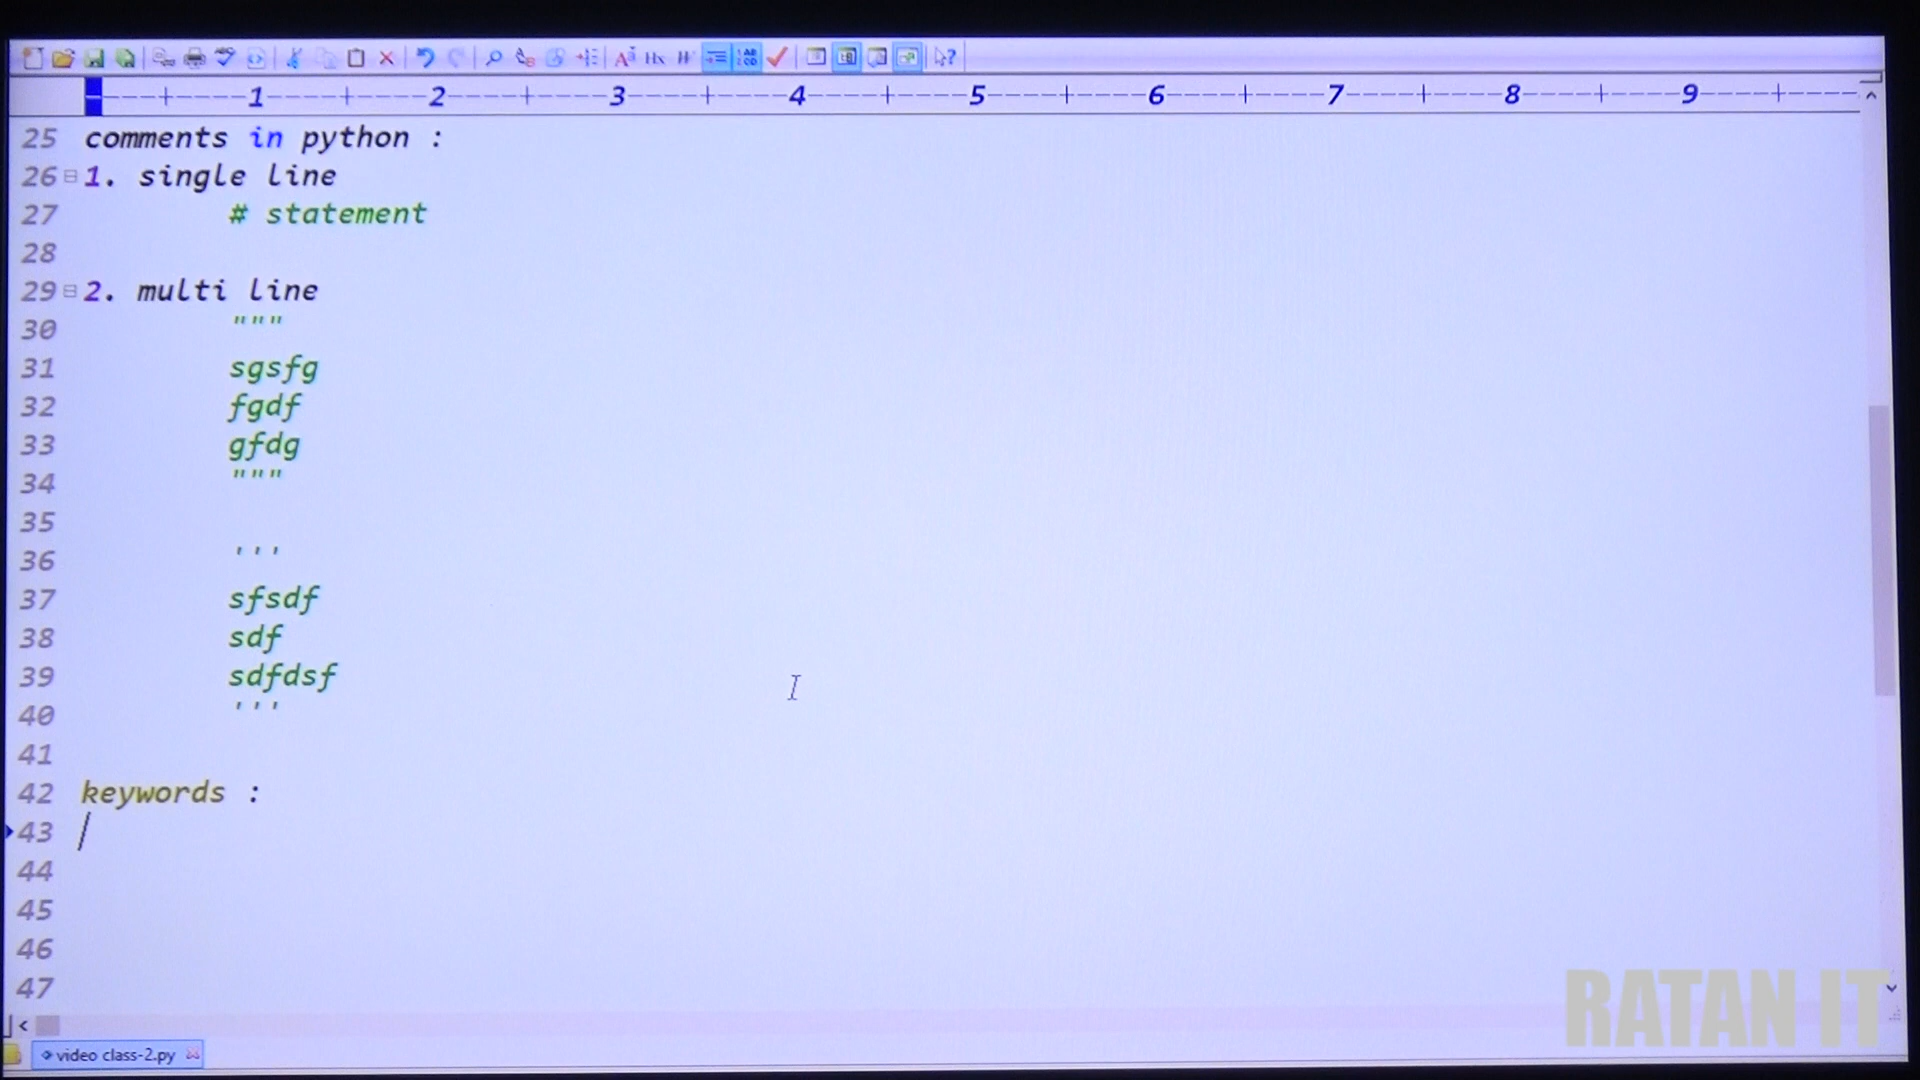 ----+----1----+----2----+----3----+----4----+----5----+----6----+----7----+----8----+----9----+----
25 comments in python :
26 1. single line
27 # statement
28
29 2. multi line
30 """
31 sgsfg
32 fgdf
33 gfdg
34 """
35
36 '''
37 sfsdf
38 sdf
39 sdfdsf
40 '''
41
42 keywords :
43
44
45
46
47
RATAN IT
video class-2.py